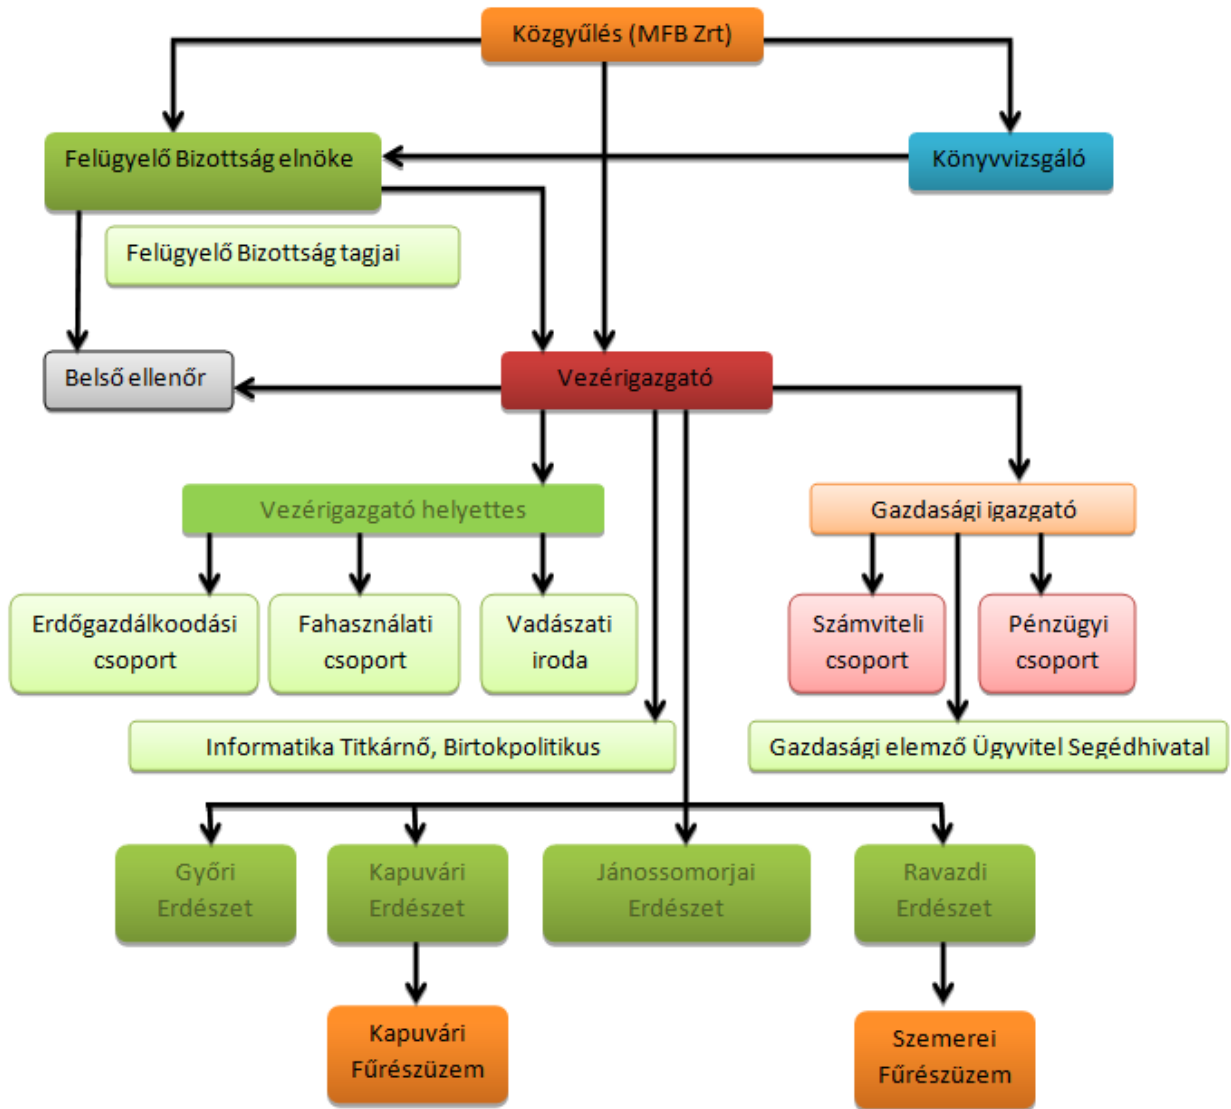 Közgyűlés (MFB Zrt)
Felügyelő Bizottság elnöke
Könyvvizsgáló
Felügyelő Bizottság tagjai
Belső ellenőr
Vezérigazgató
Vezérigazgató helyettes
Gazdasági igazgató
Erdőgazdálkoodási
csoport
Fahasználati
csoport
Vadászati
iroda
Számviteli
csoport
Pénzügyi
csoport
Informatika Titkárnő, Birtokpolitikus
Gazdasági elemző Ügyvitel Segédhivatal
Győri
Erdészet
Kapuvári
Erdészet
Jánossomorjai
Erdészet
Ravazdi
Erdészet
Kapuvári
Fűrészüzem
Szemerei
Fűrészüzem